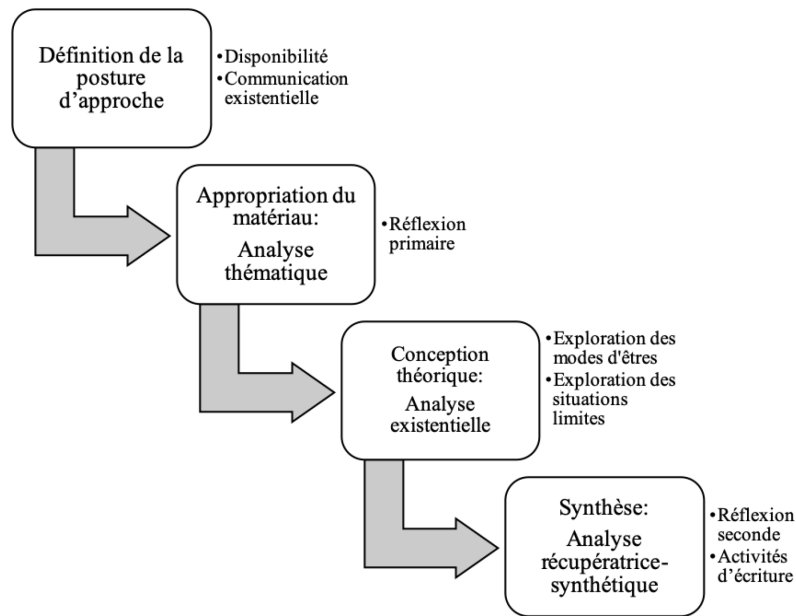 Définition de la
posture
d’approche
•Disponibilité
•Communication
existentielle
Appropriation du
matériau:
Analyse
thématique
•Réflexion
primaire
Conception
théorique:
Analyse
existentielle
•Exploration des
modes d'êtres
•Exploration des
situations
limites
Synthèse:
Analyse
récupératrice-
synthétique
•Réflexion
seconde
•Activités
d’écriture